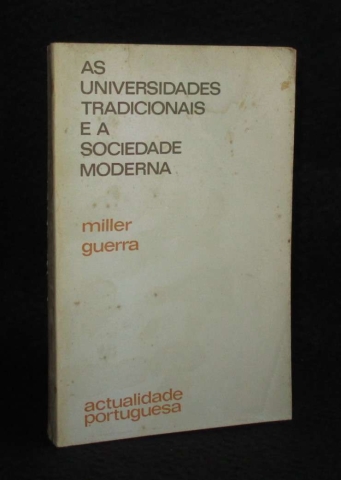 AS
UNIVERSIDADES
TRADICIONAIS
E A
SOCIEDADE
MODERNA
miller
guerra
actualidade
portuguesa